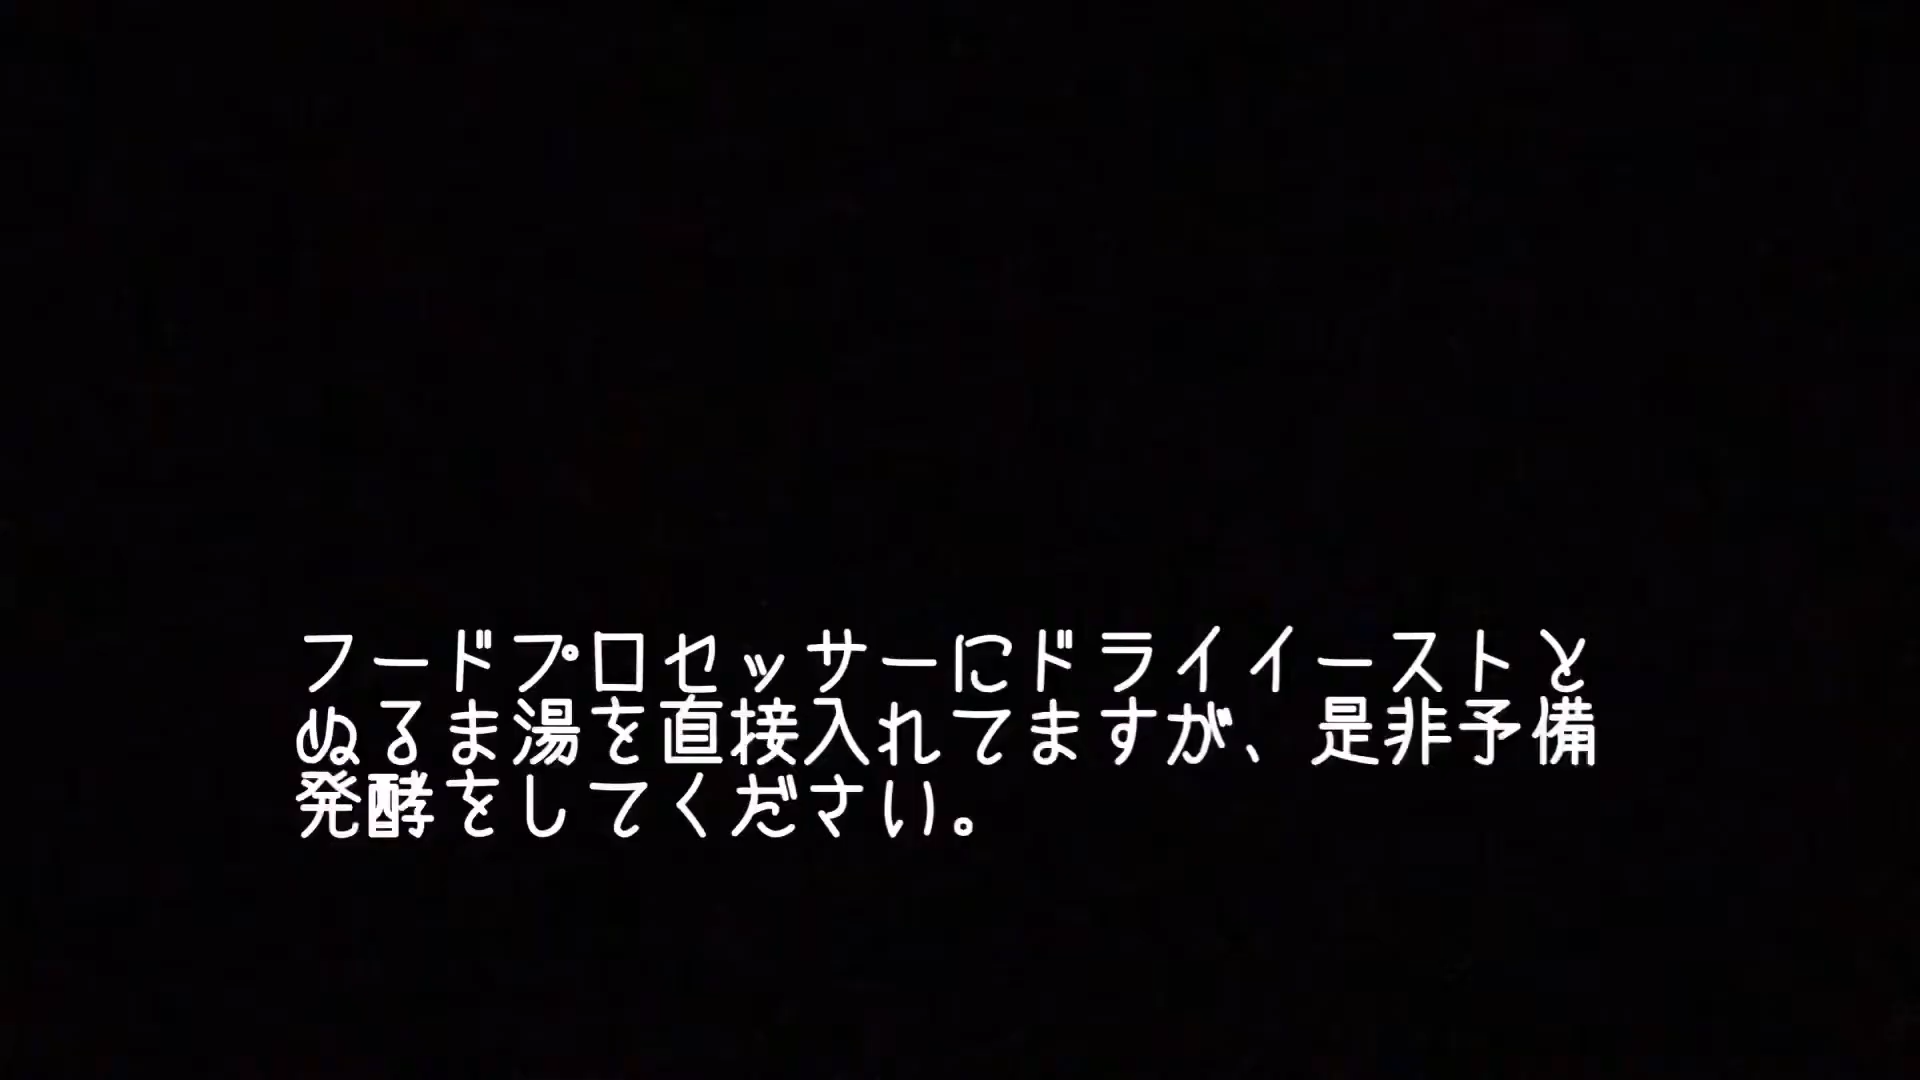 フードプロセッサーにドライイーストと
ぬるま湯を直接入れてますが、是非予備
発酵をしてください。